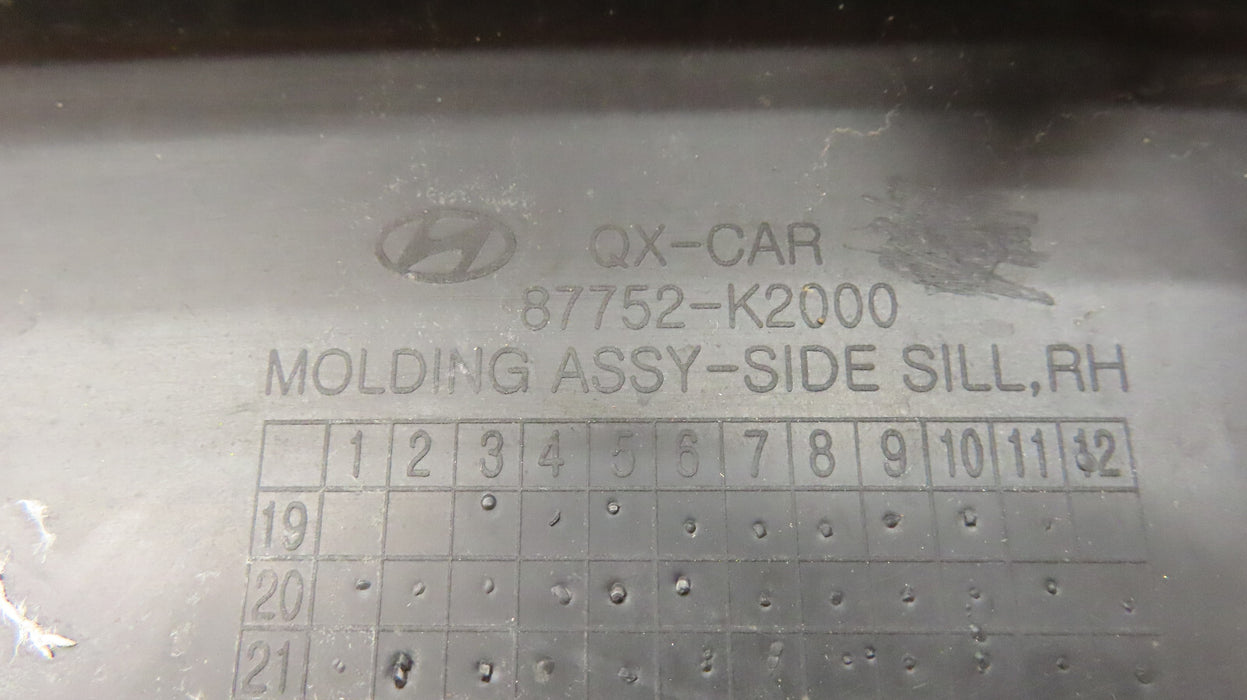 QX-CAR
87752-K2000
MOLDING ASSY-SIDE SILL,RH
1 2 3 4 5 6 7 8 9 10 11 12
19
20
21